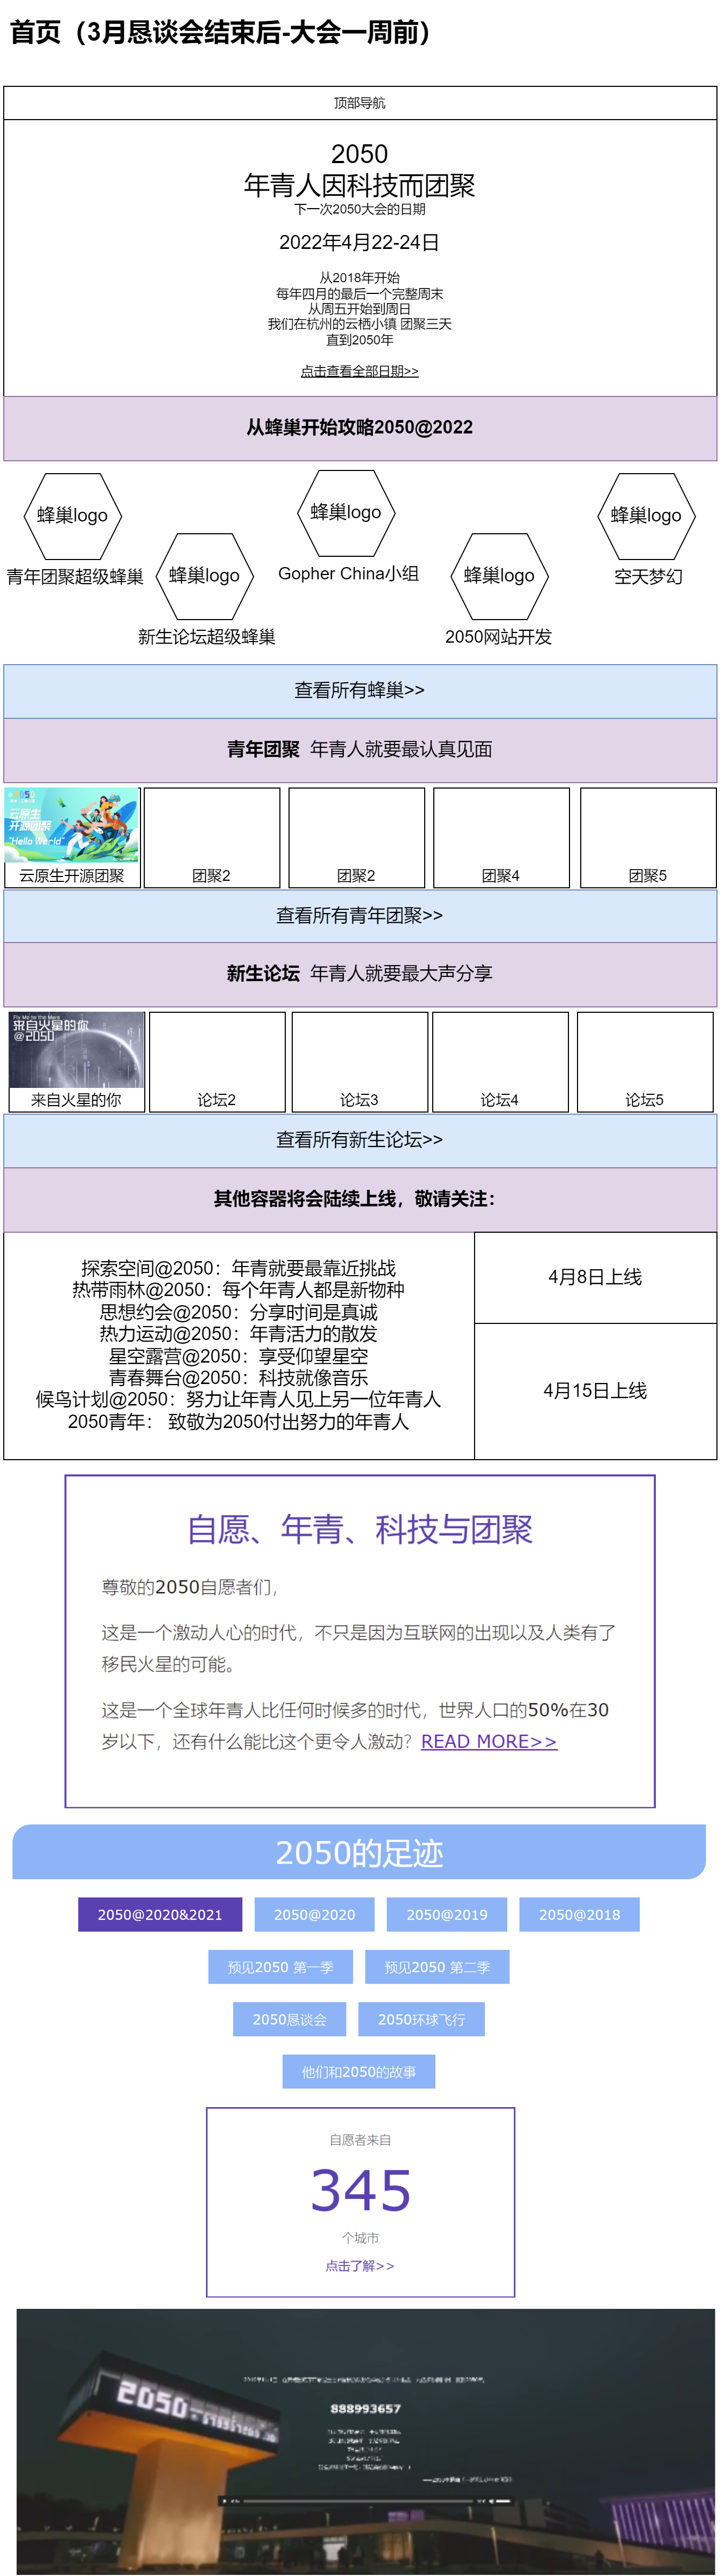 首页（3月恳谈会结束后-大会一周前）
顶部导航
2050
年青人因科技而团聚
下一次2050大会的日期
2022年4月22-24日
从2018年开始
每年四月的最后一个完整周末
从周五开始到周日
我们在杭州的云栖小镇 团聚三天
直到2050年
点击查看全部日期>>
从蜂巢开始攻略2050@2022
蜂巢logo
青年团聚超级蜂巢
蜂巢logo
新生论坛超级蜂巢
蜂巢logo
Gopher China小组
蜂巢logo
2050网站开发
蜂巢logo
空天梦幻
查看所有蜂巢>>
青年团聚 年青人就要最认真见面
云原生
开源团聚
"Hello World"
云原生开源团聚
团聚2
团聚2
团聚4
团聚5
查看所有青年团聚>>
新生论坛 年青人就要最大声分享
Fly Me to the Mars
来自火星的你
@2050
来自火星的你
论坛2
论坛3
论坛4
论坛5
查看所有新生论坛>>
其他容器将会陆续上线，敬请关注：
探索空间@2050：年青就要最靠近挑战
热带雨林@2050：每个年青人都是新物种
思想约会@2050：分享时间是真诚
热力运动@2050：年青活力的散发
星空露营@2050：享受仰望星空
青春舞台@2050：科技就像音乐
候鸟计划@2050：努力让年青人见上另一位年青人
2050青年： 致敬为2050付出努力的年青人
4月8日上线
4月15日上线
自愿、年青、科技与团聚
尊敬的2050自愿者们，
这是一个激动人心的时代，不只是因为互联网的出现以及人类有了
移民火星的可能。
这是一个全球年青人比任何时候多的时代，世界人口的50%在30
岁以下，还有什么能比这个更令人激动？READ MORE>>
2050的足迹
2050@2020&2021
2050@2020
2050@2019
2050@2018
预见2050 第一季
预见2050 第二季
2050恳谈会
2050环球飞行
他们和2050的故事
自愿者来自
345
个城市
点击了解>>
2050
888993657